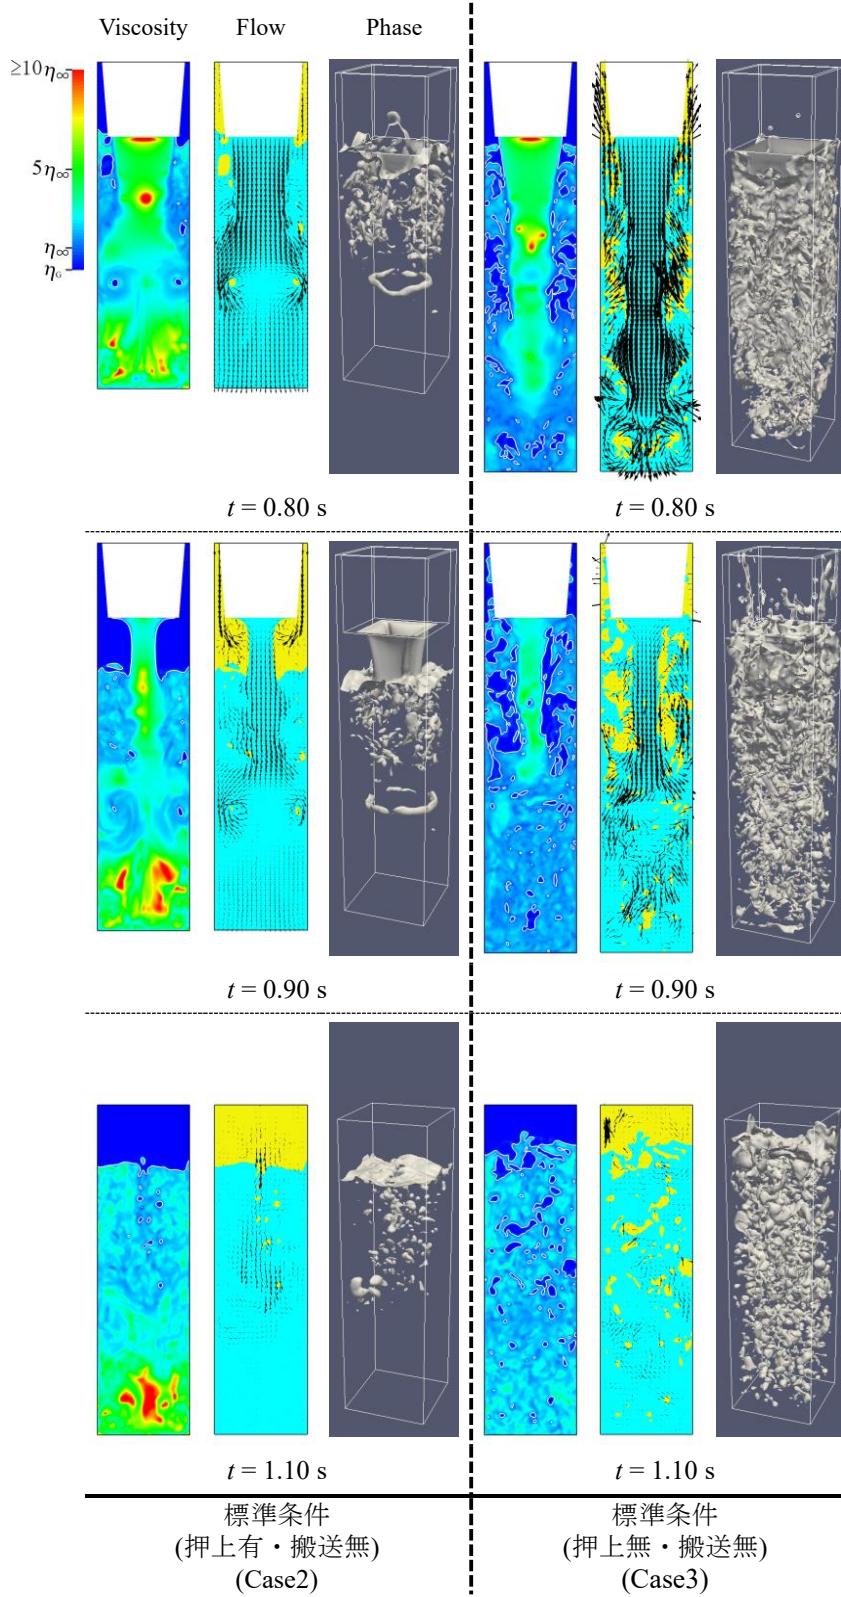 Viscosity Flow Phase
≥10η∞
5η∞
η∞
ηG
t = 0.80 s
t = 0.80 s
t = 0.90 s
t = 0.90 s
t = 1.10 s
t = 1.10 s
標準条件
(押上有・搬送無)
(Case2)
標準条件
(押上無・搬送無)
(Case3)